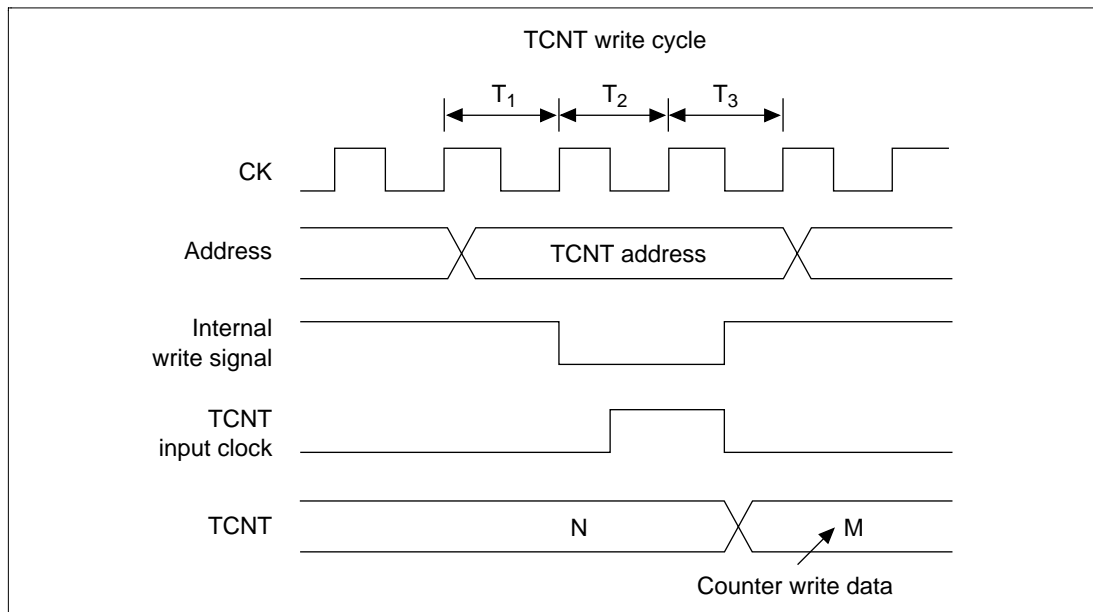 TCNT write cycle
T1 T2 T3
CK
Address
TCNT address
Internal
write signal
TCNT
input clock
TCNT
N
M
Counter write data